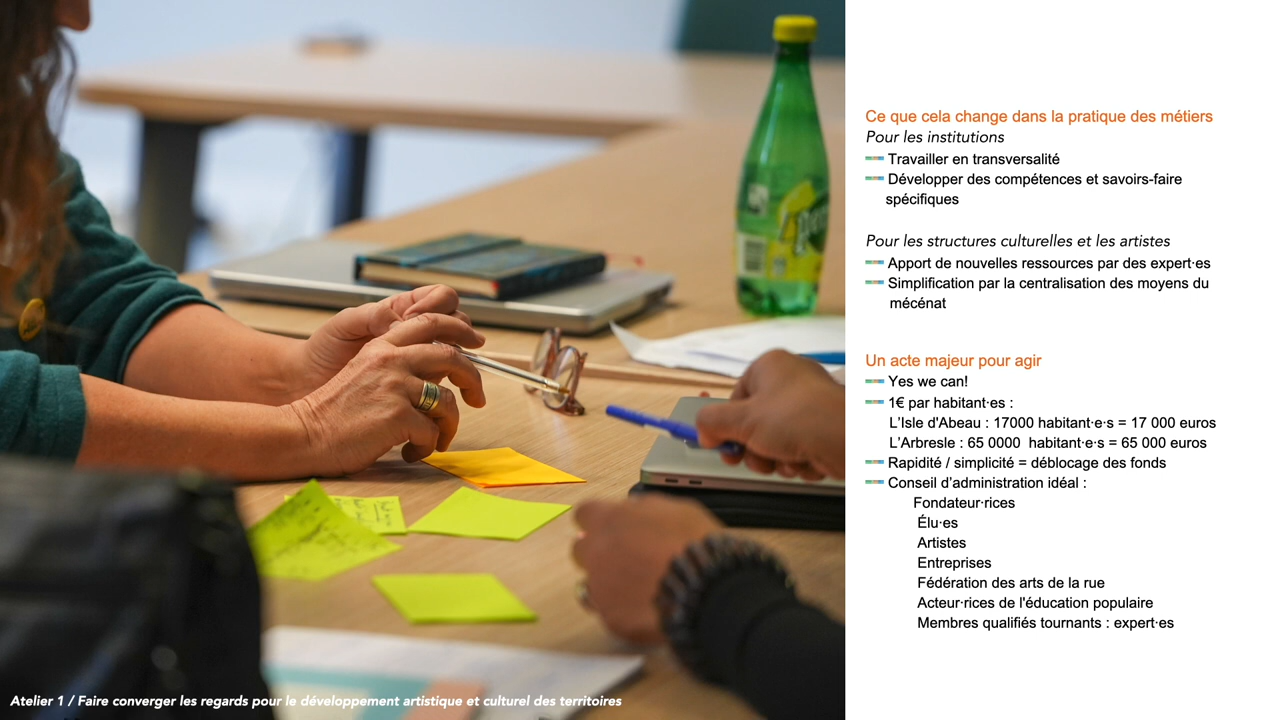 Ce que cela change dans la pratique des métiers
Pour les institutions
Travailler en transversalité
Développer des compétences et savoirs-faire
spécifiques
Pour les structures culturelles et les artistes
Apport de nouvelles ressources par des expert·es
Simplification par la centralisation des moyens du
mécénat
Un acte majeur pour agir
Yes we can!
1€ par habitant·es :
L'Isle d'Abeau : 17000 habitant·e·s = 17 000 euros
L'Arbresle : 65 0000 habitant·e·s = 65 000 euros
Rapidité / simplicité = déblocage des fonds
Conseil d'administration idéal :
Fondateur·rices
Élu·es
Artistes
Entreprises
Fédération des arts de la rue
Acteur·rices de l'éducation populaire
Membres qualifiés tournants : expert·es
Atelier 1 / Faire converger les regards pour le développement artistique et culturel des territoires